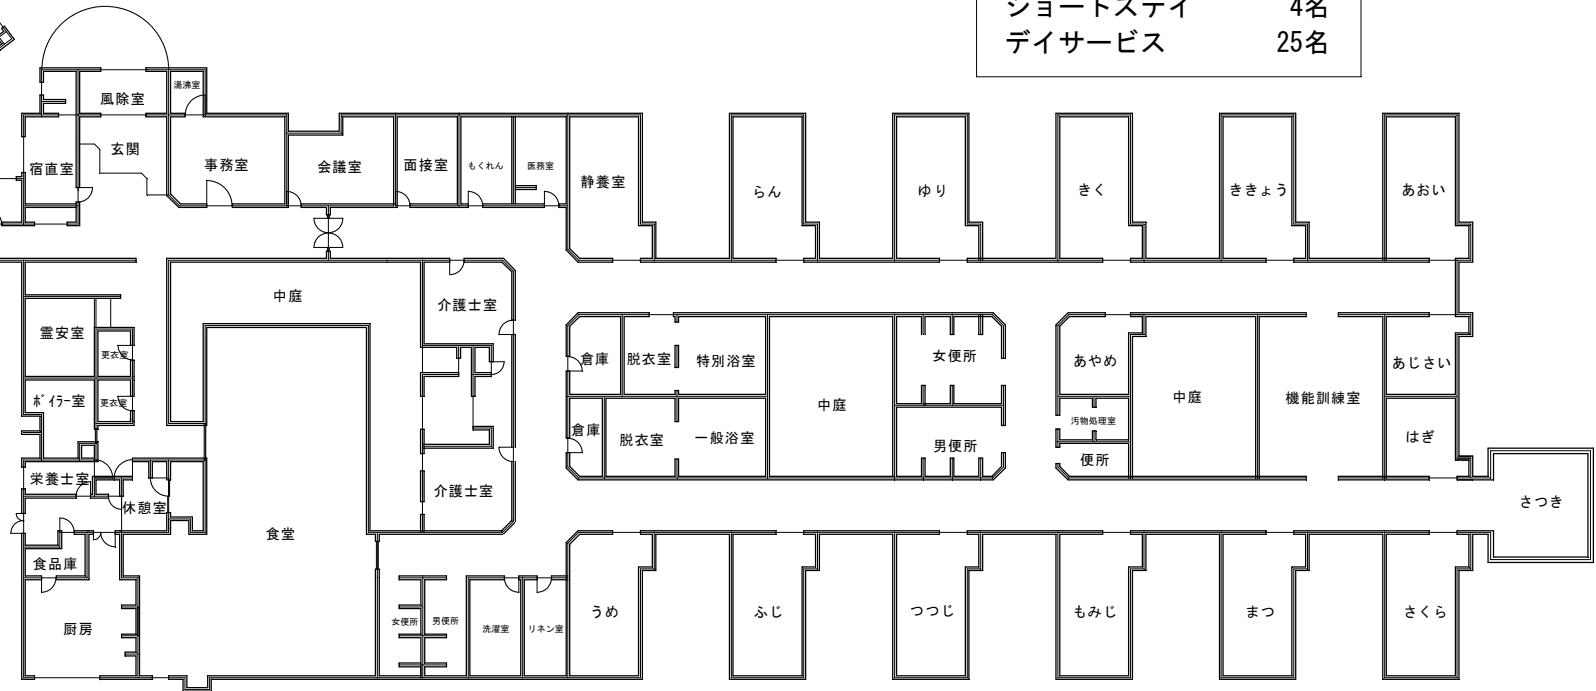 ショートステイ 4名
デイサービス 25名
湯沸室
風除室
玄関
宿直室
事務室
会議室
面接室
もくれん
医務室
静養室
らん
ゆり
きく
ききょう
あおい
中庭
介護士室
霊安室
更衣室
ボイラー室
更衣室
倉庫
脱衣室
特別浴室
女便所
あやめ
あじさい
中庭
中庭
機能訓練室
汚物処理室
倉庫
脱衣室
一般浴室
男便所
便所
はぎ
栄養士室
休憩室
介護士室
さつき
食堂
食品庫
厨房
女便所
男便所
洗濯室
リネン室
うめ
ふじ
つつじ
もみじ
まつ
さくら